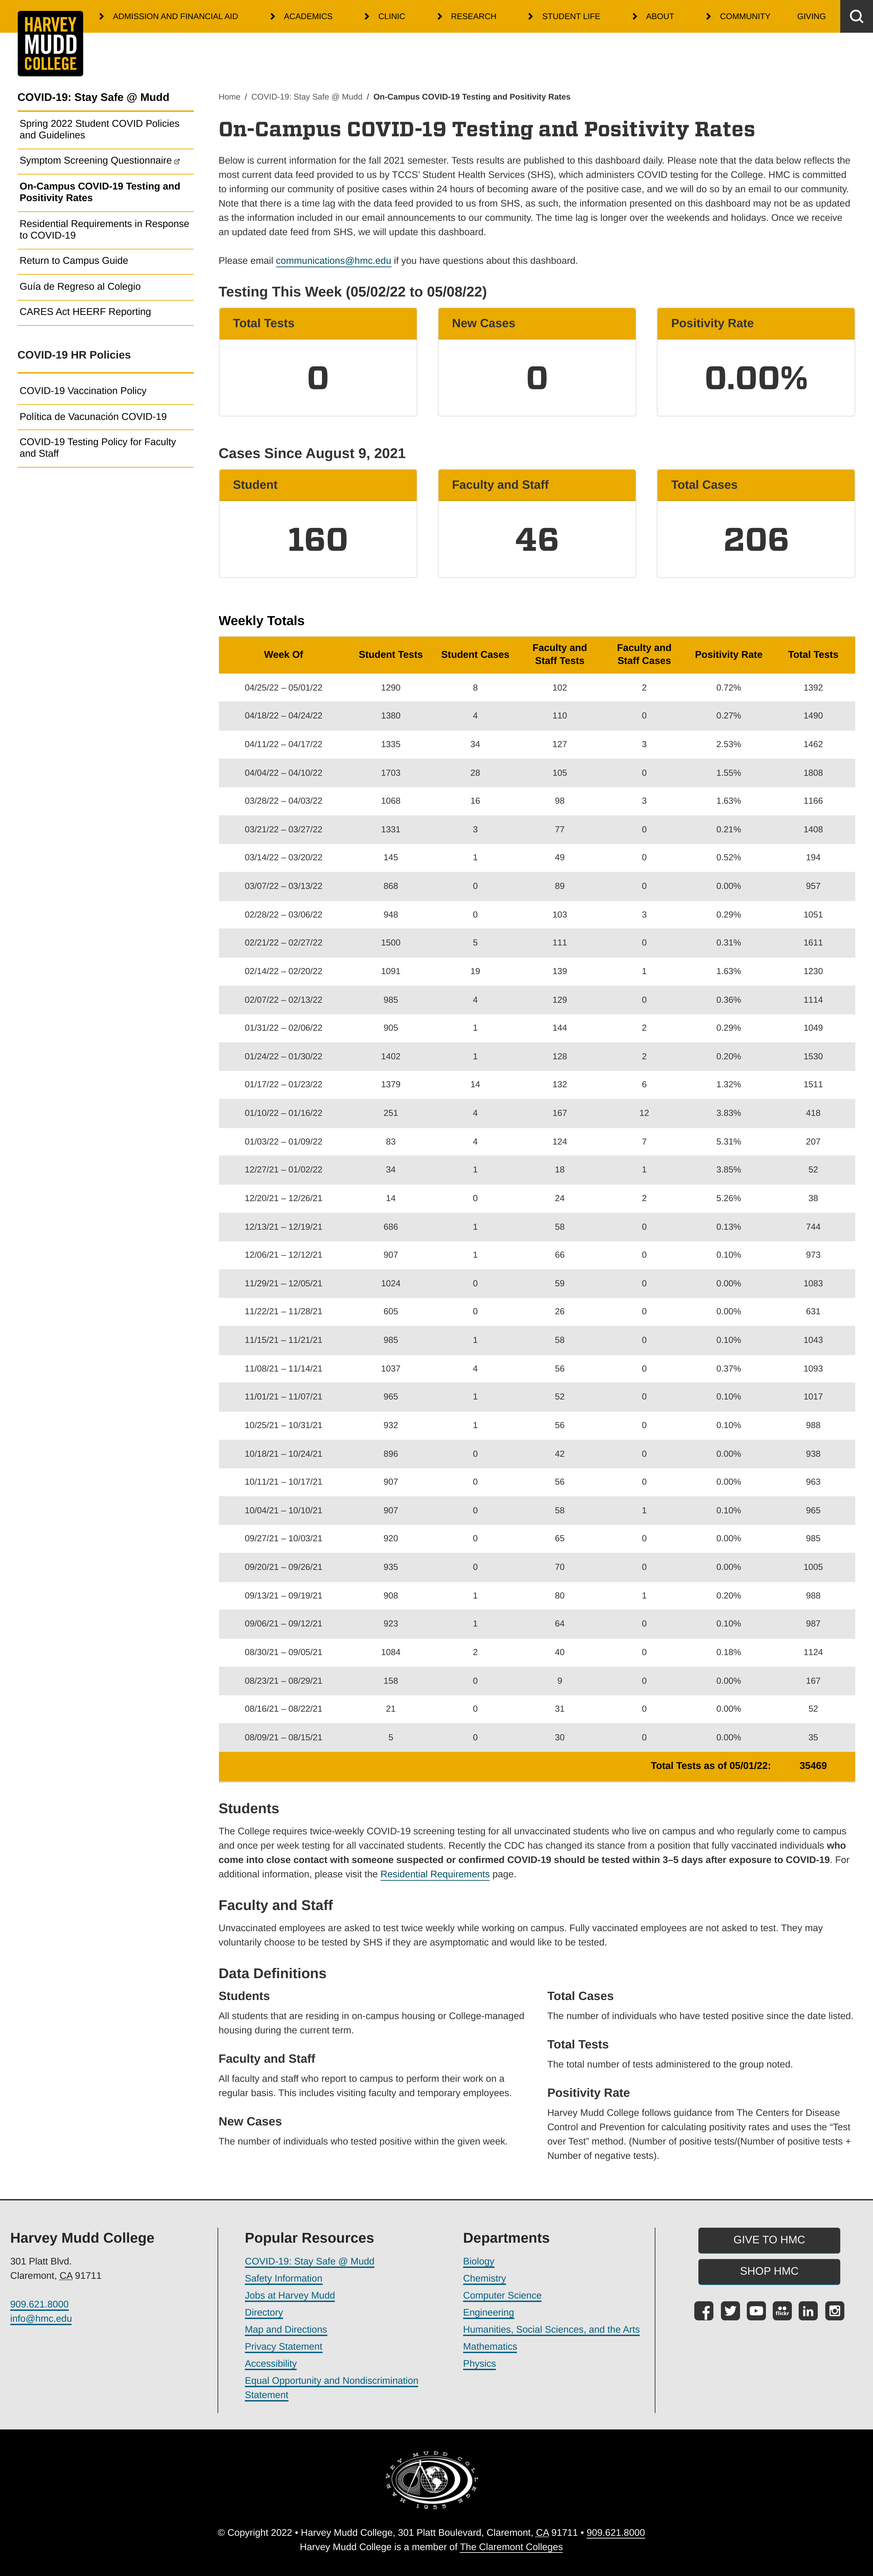 HARVEY
MUDD
COLLEGE
ADMISSION AND FINANCIAL AID
ACADEMICS
CLINIC
RESEARCH
STUDENT LIFE
ABOUT
COMMUNITY
GIVING
COVID-19: Stay Safe @ Mudd
Spring 2022 Student COVID Policies
and Guidelines
Symptom Screening Questionnaire
On-Campus COVID-19 Testing and
Positivity Rates
Residential Requirements in Response
to COVID-19
Return to Campus Guide
Guía de Regreso al Colegio
CARES Act HEERF Reporting
COVID-19 HR Policies
COVID-19 Vaccination Policy
Política de Vacunación COVID-19
COVID-19 Testing Policy for Faculty
and Staff
Home / COVID-19: Stay Safe @ Mudd / On-Campus COVID-19 Testing and Positivity Rates
On-Campus COVID-19 Testing and Positivity Rates
Below is current information for the fall 2021 semester. Tests results are published to this dashboard daily. Please note that the data below reflects the
most current data feed provided to us by TCCS' Student Health Services (SHS), which administers COVID testing for the College. HMC is committed
to informing our community of positive cases within 24 hours of becoming aware of the positive case, and we will do so by an email to our community.
Note that there is a time lag with the data feed provided to us from SHS, as such, the information presented on this dashboard may not be as updated
as the information included in our email announcements to our community. The time lag is longer over the weekends and holidays. Once we receive
an updated date feed from SHS, we will update this dashboard.
Please email communications@hmc.edu if you have questions about this dashboard.
Testing This Week (05/02/22 to 05/08/22)
Total Tests
0
New Cases
0
Positivity Rate
0.00%
Cases Since August 9, 2021
Student
160
Faculty and Staff
46
Total Cases
206
Weekly Totals
Week Of Student Tests Student Cases Faculty and Staff Tests Faculty and Staff Cases Positivity Rate Total Tests
04/25/22 – 05/01/22 1290 8 102 2 0.72% 1392
04/18/22 – 04/24/22 1380 4 110 0 0.27% 1490
04/11/22 – 04/17/22 1335 34 127 3 2.53% 1462
04/04/22 – 04/10/22 1703 28 105 0 1.55% 1808
03/28/22 – 04/03/22 1068 16 98 3 1.63% 1166
03/21/22 – 03/27/22 1331 3 77 0 0.21% 1408
03/14/22 – 03/20/22 145 1 49 0 0.52% 194
03/07/22 – 03/13/22 868 0 89 0 0.00% 957
02/28/22 – 03/06/22 948 0 103 3 0.29% 1051
02/21/22 – 02/27/22 1500 5 111 0 0.31% 1611
02/14/22 – 02/20/22 1091 19 139 1 1.63% 1230
02/07/22 – 02/13/22 985 4 129 0 0.36% 1114
01/31/22 – 02/06/22 905 1 144 2 0.29% 1049
01/24/22 – 01/30/22 1402 1 128 2 0.20% 1530
01/17/22 – 01/23/22 1379 14 132 6 1.32% 1511
01/10/22 – 01/16/22 251 4 167 12 3.83% 418
01/03/22 – 01/09/22 83 4 124 7 5.31% 207
12/27/21 – 01/02/22 34 1 18 1 3.85% 52
12/20/21 – 12/26/21 14 0 24 2 5.26% 38
12/13/21 – 12/19/21 686 1 58 0 0.13% 744
12/06/21 – 12/12/21 907 1 66 0 0.10% 973
11/29/21 – 12/05/21 1024 0 59 0 0.00% 1083
11/22/21 – 11/28/21 605 0 26 0 0.00% 631
11/15/21 – 11/21/21 985 1 58 0 0.10% 1043
11/08/21 – 11/14/21 1037 4 56 0 0.37% 1093
11/01/21 – 11/07/21 965 1 52 0 0.10% 1017
10/25/21 – 10/31/21 932 1 56 0 0.10% 988
10/18/21 – 10/24/21 896 0 42 0 0.00% 938
10/11/21 – 10/17/21 907 0 56 0 0.00% 963
10/04/21 – 10/10/21 907 0 58 1 0.10% 965
09/27/21 – 10/03/21 920 0 65 0 0.00% 985
09/20/21 – 09/26/21 935 0 70 0 0.00% 1005
09/13/21 – 09/19/21 908 1 80 1 0.20% 988
09/06/21 – 09/12/21 923 1 64 0 0.10% 987
08/30/21 – 09/05/21 1084 2 40 0 0.18% 1124
08/23/21 – 08/29/21 158 0 9 0 0.00% 167
08/16/21 – 08/22/21 21 0 31 0 0.00% 52
08/09/21 – 08/15/21 5 0 30 0 0.00% 35
Total Tests as of 05/01/22: 35469
Students
The College requires twice-weekly COVID-19 screening testing for all unvaccinated students who live on campus and who regularly come to campus
and once per week testing for all vaccinated students. Recently the CDC has changed its stance from a position that fully vaccinated individuals who
come into close contact with someone suspected or confirmed COVID-19 should be tested within 3–5 days after exposure to COVID-19. For
additional information, please visit the Residential Requirements page.
Faculty and Staff
Unvaccinated employees are asked to test twice weekly while working on campus. Fully vaccinated employees are not asked to test. They may
voluntarily choose to be tested by SHS if they are asymptomatic and would like to be tested.
Data Definitions
Students
All students that are residing in on-campus housing or College-managed
housing during the current term.
Faculty and Staff
All faculty and staff who report to campus to perform their work on a
regular basis. This includes visiting faculty and temporary employees.
New Cases
The number of individuals who tested positive within the given week.
Total Cases
The number of individuals who have tested positive since the date listed.
Total Tests
The total number of tests administered to the group noted.
Positivity Rate
Harvey Mudd College follows guidance from The Centers for Disease
Control and Prevention for calculating positivity rates and uses the “Test
over Test” method. (Number of positive tests/(Number of positive tests +
Number of negative tests).
Harvey Mudd College
301 Platt Blvd.
Claremont, CA 91711
909.621.8000
info@hmc.edu
Popular Resources
COVID-19: Stay Safe @ Mudd
Safety Information
Jobs at Harvey Mudd
Directory
Map and Directions
Privacy Statement
Accessibility
Equal Opportunity and Nondiscrimination
Statement
Departments
Biology
Chemistry
Computer Science
Engineering
Humanities, Social Sciences, and the Arts
Mathematics
Physics
GIVE TO HMC
SHOP HMC
flickr
HARVEY MUDD COLLEGE
1955
© Copyright 2022 • Harvey Mudd College, 301 Platt Boulevard, Claremont, CA 91711 • 909.621.8000
Harvey Mudd College is a member of The Claremont Colleges